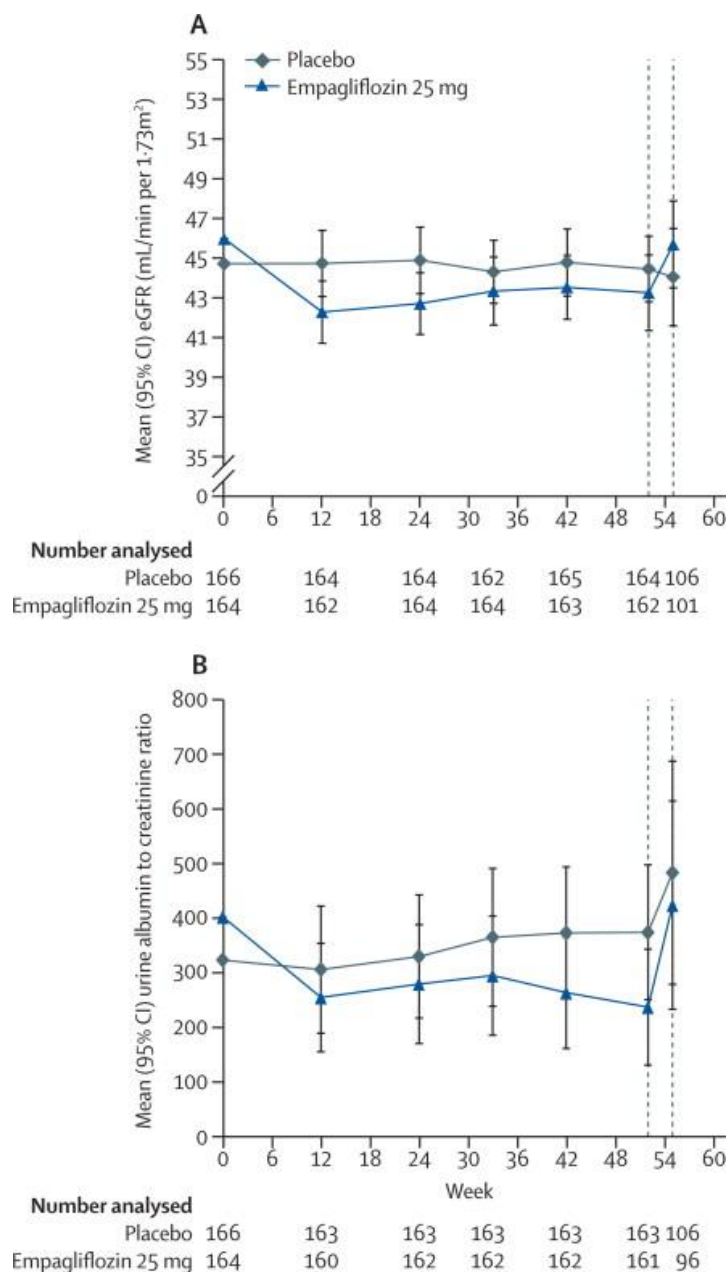 A
Placebo
Empagliflozin 25 mg
Mean (95% CI) eGFR (mL/min per 1·73m²)
55
53
51
49
47
45
43
41
39
37
35
0
0 6 12 18 24 30 36 42 48 54 60
Number analysed
Placebo 166 164 164 162 165 164 106
Empagliflozin 25 mg 164 162 164 164 163 162 101
B
Mean (95% CI) urine albumin to creatinine ratio
800
700
600
500
400
300
200
100
0
0 6 12 18 24 30 36 42 48 54 60
Week
Number analysed
Placebo 166 163 163 163 163 163 106
Empagliflozin 25 mg 164 160 162 162 162 161 96